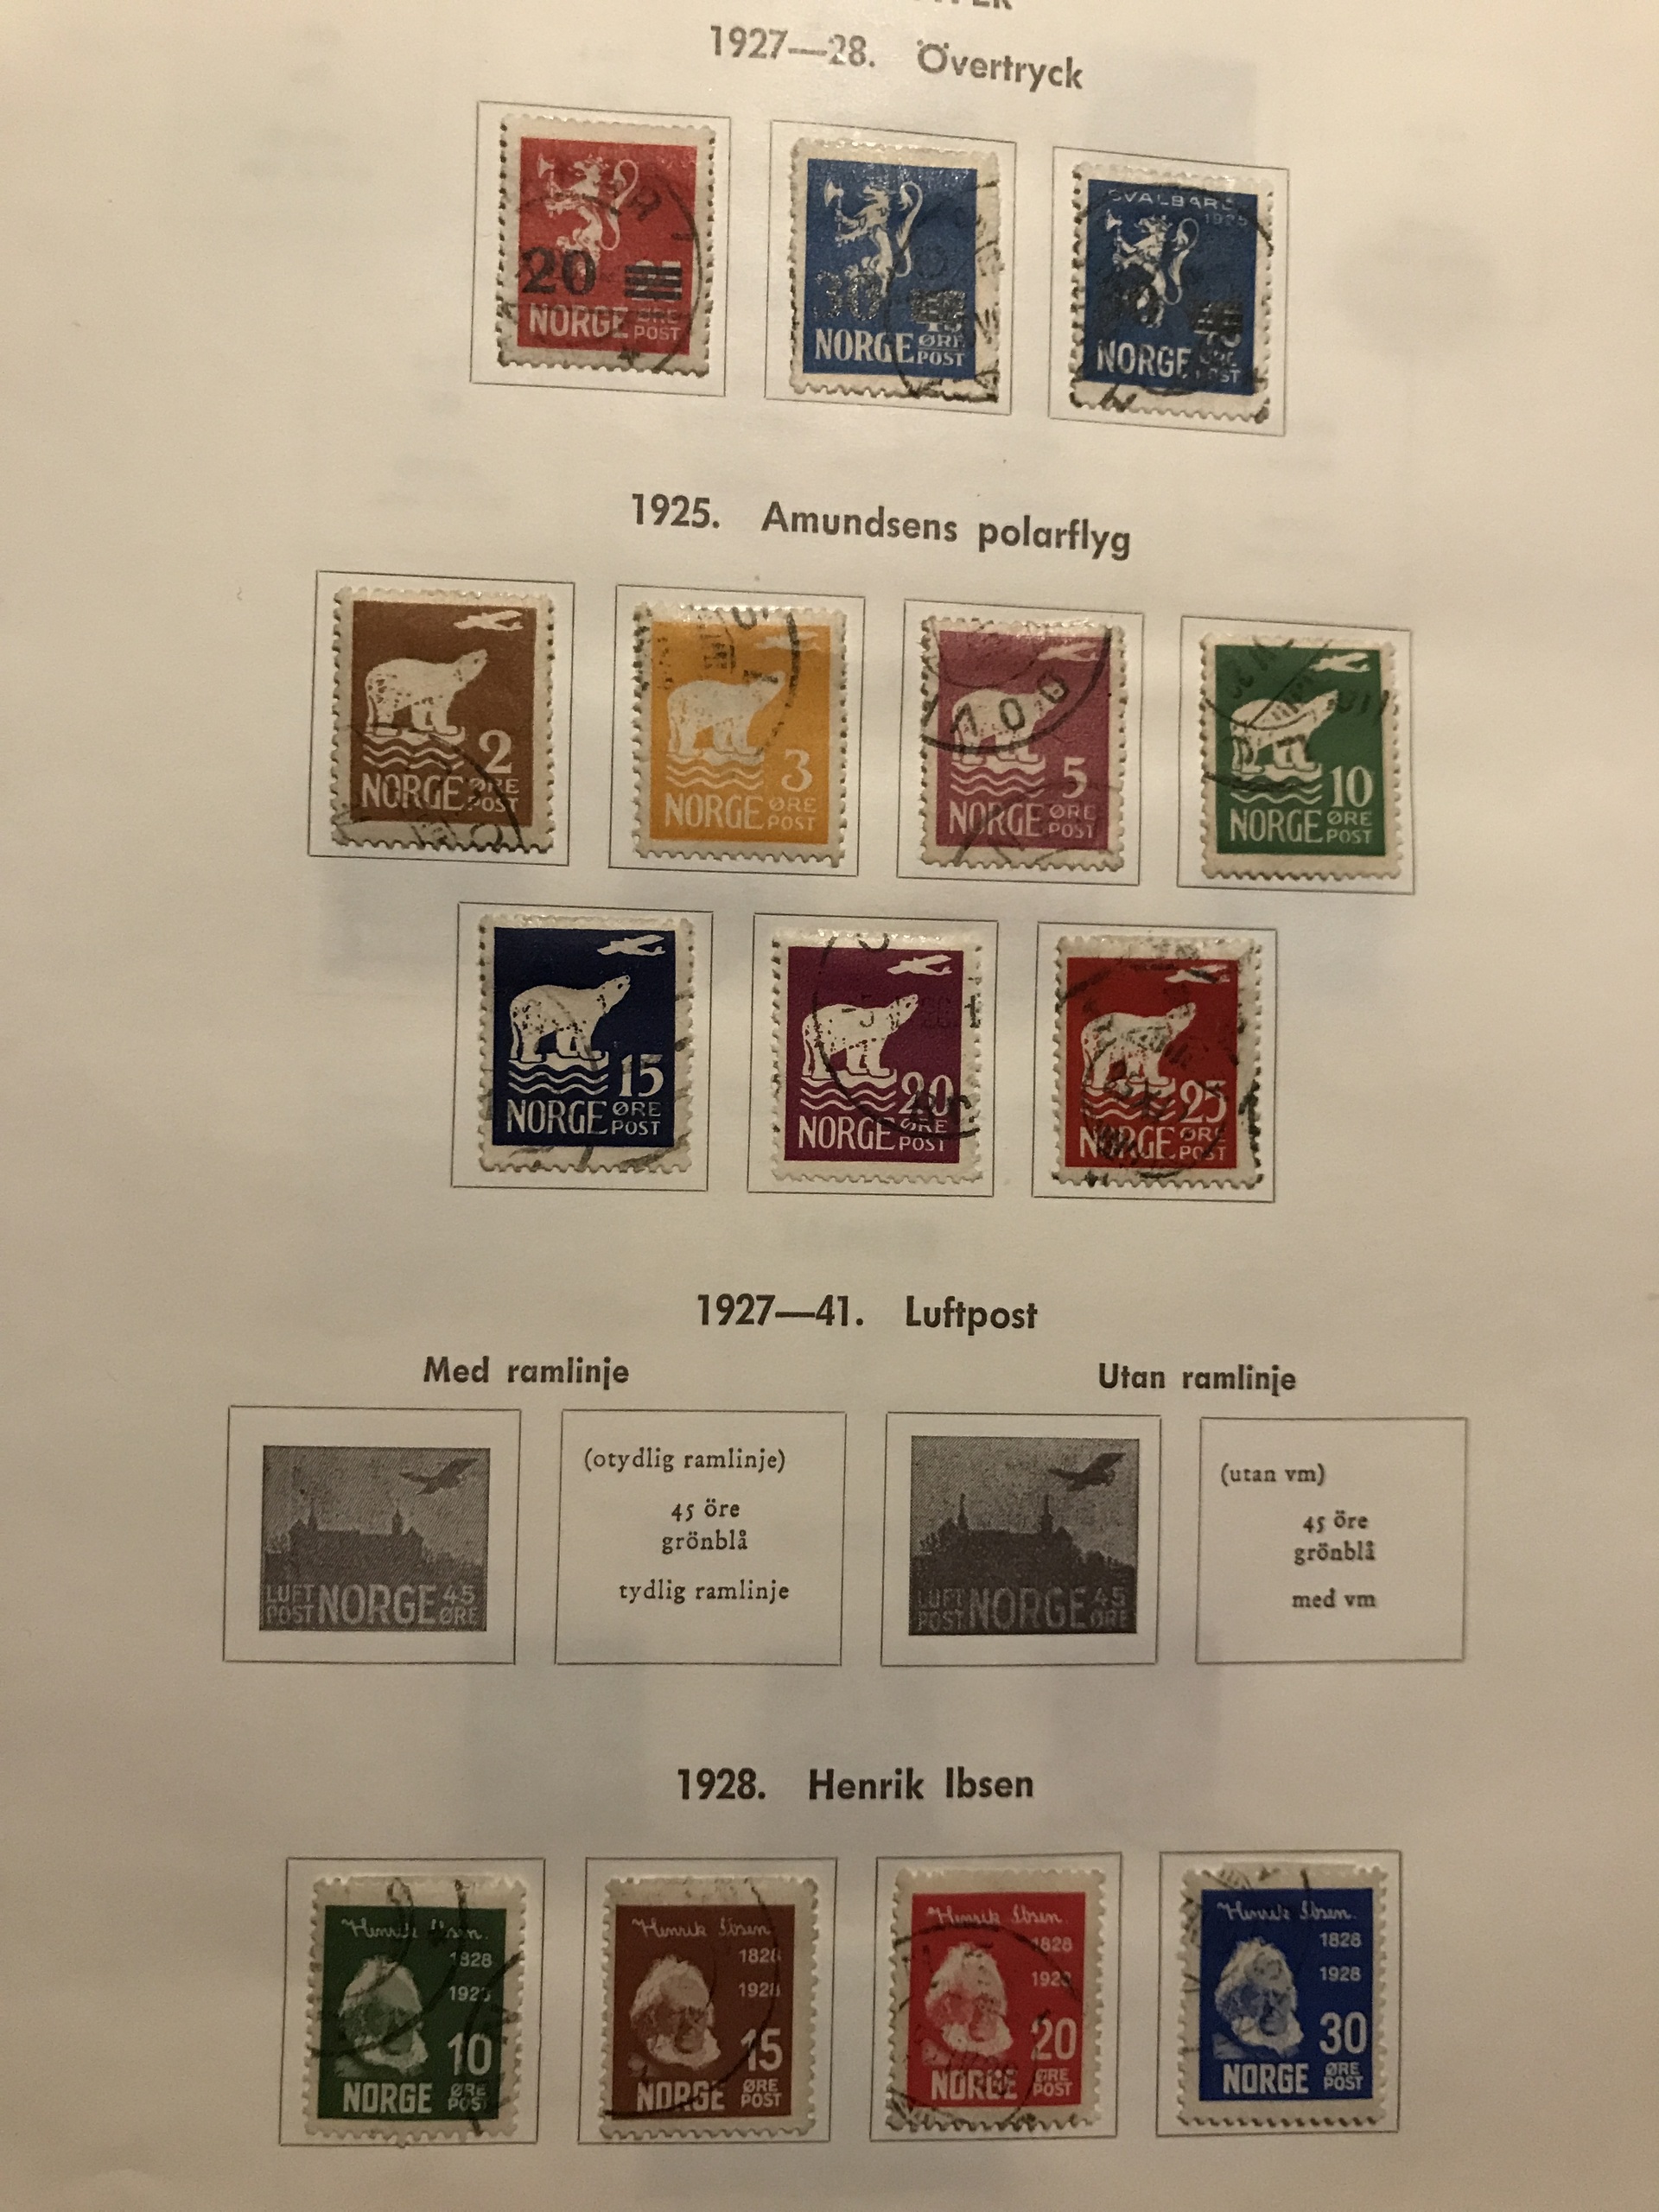 1927—28. Övertryck
20
NORGE ØRE
POST
30 45
NORGE ØRE
POST
SVALBARD
1925
NORGE ØRE
POST
1925. Amundsens polarflyg
2
NORGE ØRE
POST
3
NORGE ØRE
POST
100
5
NORGE ØRE
POST
10
NORGE ØRE
POST
15
NORGE ØRE
POST
20
NORGE ØRE
POST
25
NORGE ØRE
POST
1927—41. Luftpost
Med ramlinje
Utan ramlinje
LUFT NORGE 45
POST ØRE
(otydlig ramlinje)
45 öre
grönblå
tydlig ramlinje
LUFT NORGE 45
POST ØRE
(utan vm)
45 öre
grönblå
med vm
1928. Henrik Ibsen
Henrik Ibsen.
1828
1928
10
NORGE ØRE
POST
Henrik Ibsen.
1828
1928
15
NORGE ØRE
POST
Henrik Ibsen.
1828
1928
20
NORGE ØRE
POST
Henrik Ibsen.
1828
1928
30
NORGE ØRE
POST